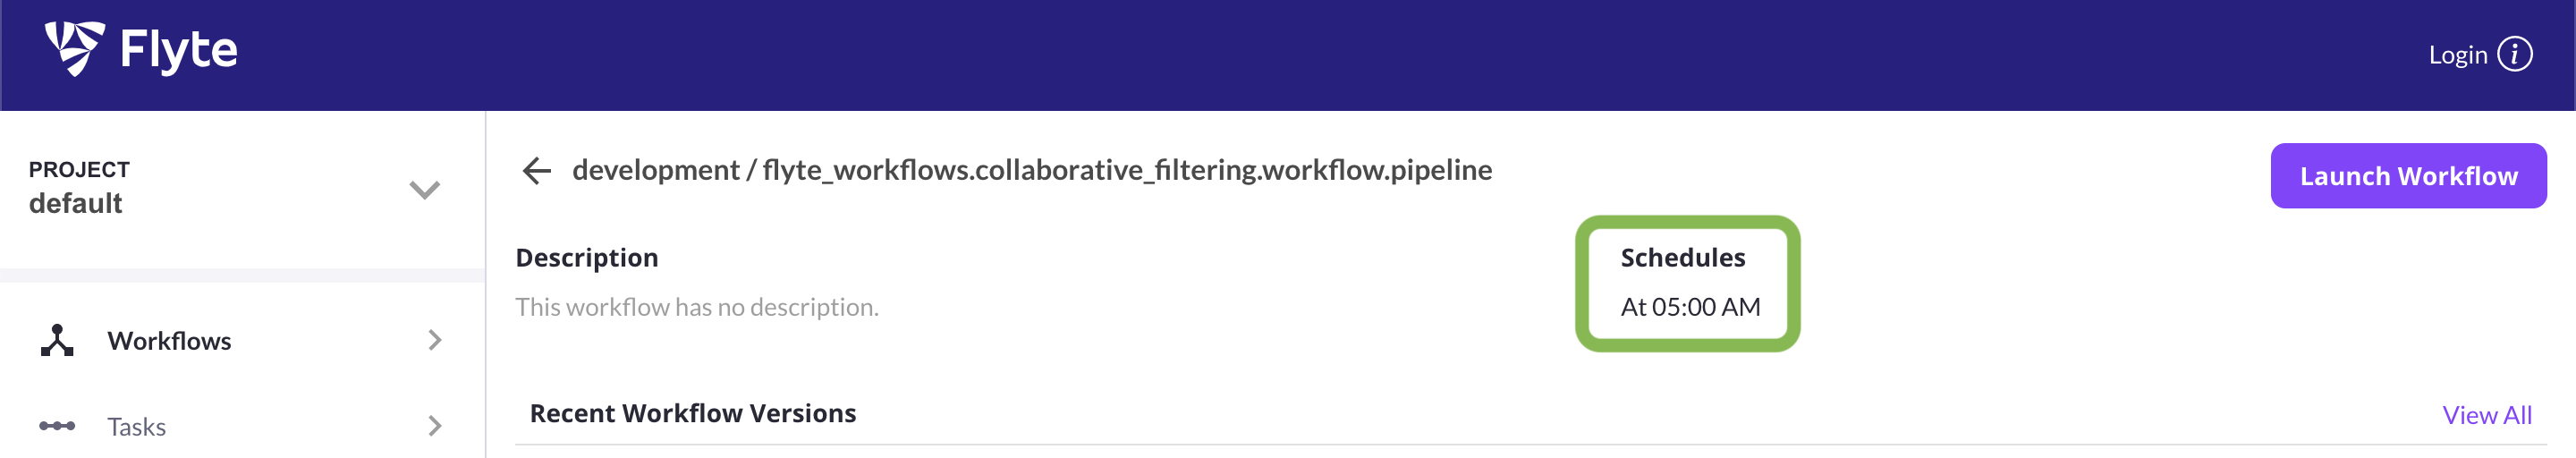 Flyte
Login
PROJECT
default
development / flyte_workflows.collaborative_filtering.workflow.pipeline
Launch Workflow
Description
This workflow has no description.
Schedules
At 05:00 AM
Workflows
Tasks
Recent Workflow Versions
View All